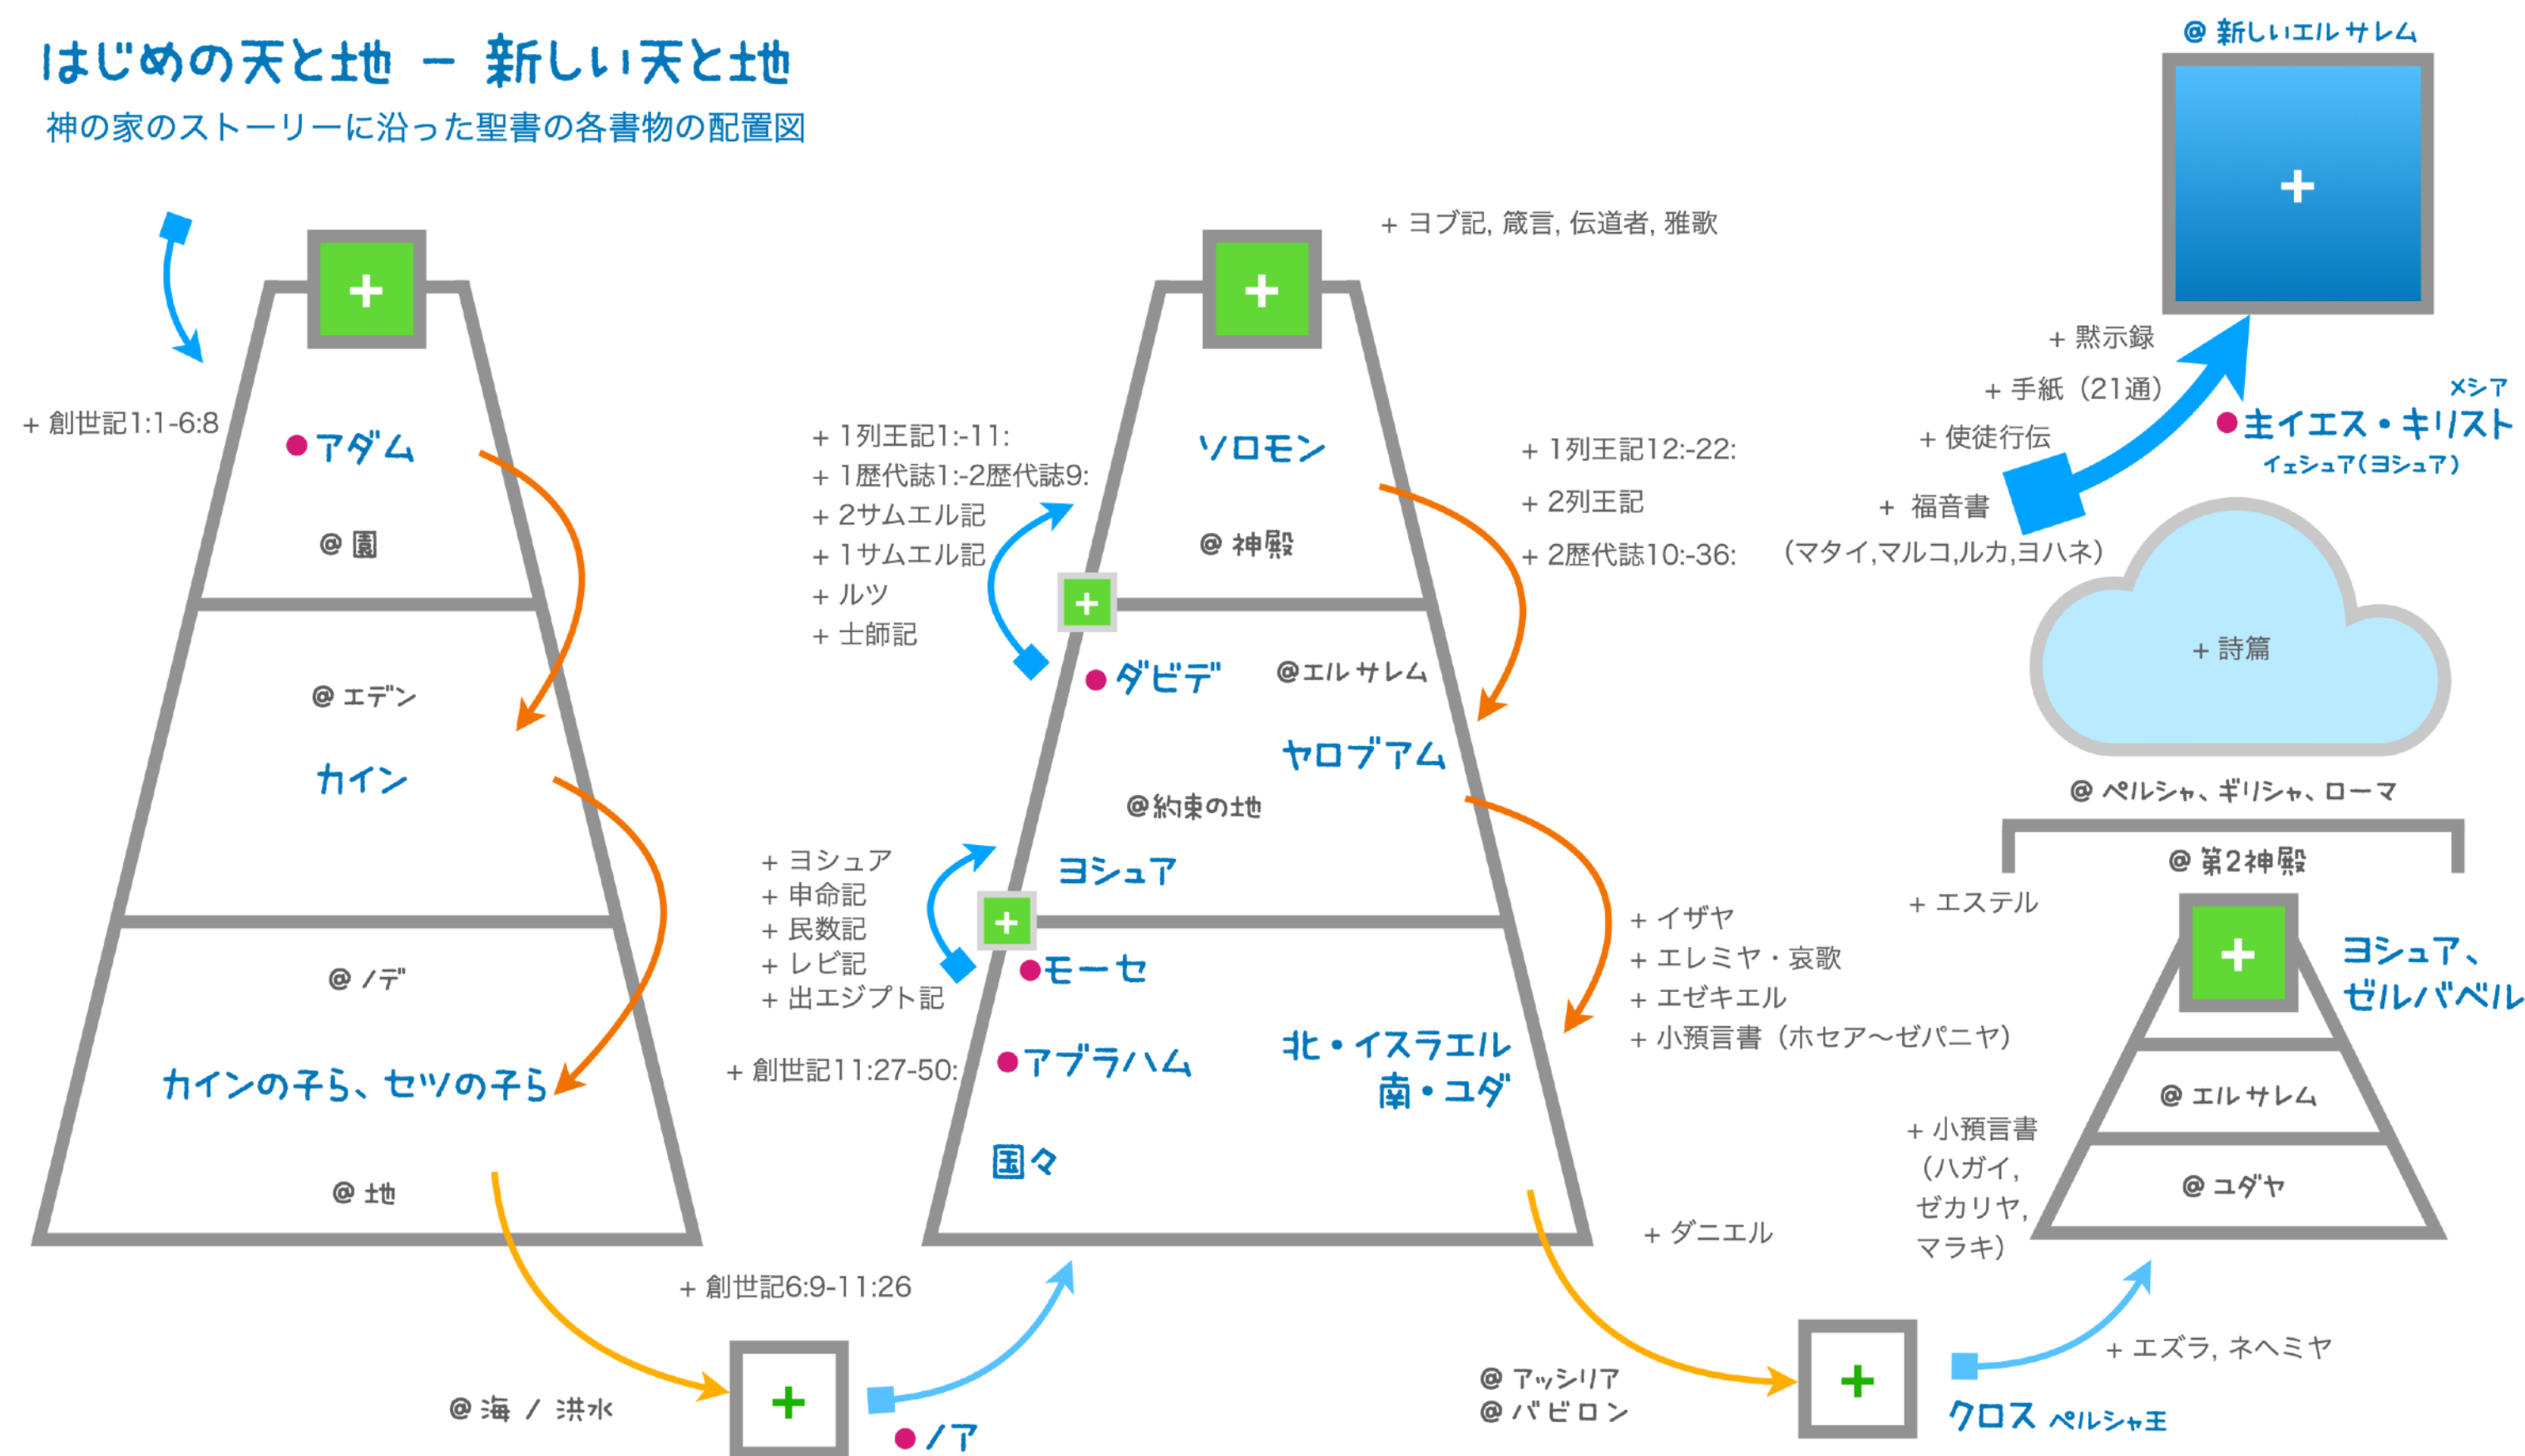 はじめの天と地 − 新しい天と地
神の家のストーリーに沿った聖書の各書物の配置図
+
+ 創世記1:1-6:8
アダム
@ 園
@ エデン
カイン
@ ノデ
カインの子ら、セツの子ら
@ 地
@ 海 / 洪水
+ 創世記6:9-11:26
+
ノア
+ ヨブ記, 箴言, 伝道者, 雅歌
+
+ 1列王記1:-11:
+ 1歴代誌1:-2歴代誌9:
+ 2サムエル記
+ 1サムエル記
+ ルツ
+ 士師記
ソロモン
@ 神殿
+ 1列王記12:-22:
+ 2列王記
+ 2歴代誌10:-36:
+
ダビデ
@エルサレム
ヤロブアム
@約束の地
ヨシュア
+ ヨシュア
+ 申命記
+ 民数記
+ レビ記
+ 出エジプト記
+
モーセ
+ 創世記11:27-50:
アブラハム
北・イスラエル
南・ユダ
国々
+ イザヤ
+ エレミヤ・哀歌
+ エゼキエル
+ 小預言書（ホセア〜ゼパニヤ）
+ ダニエル
@ アッシリア
@ バビロン
+
クロス ペルシャ王
+ エズラ, ネヘミヤ
@ 新しいエルサレム
+
+ 黙示録
+ 手紙（21通）
+ 使徒行伝
+ 福音書
（マタイ,マルコ,ルカ,ヨハネ）
メシア
主イエス・キリスト
イェシュア(ヨシュア)
+ 詩篇
@ ペルシャ、ギリシャ、ローマ
@ 第2神殿
+ エステル
+
ヨシュア、
ゼルバベル
@ エルサレム
@ ユダヤ
+ 小預言書
（ハガイ,
ゼカリヤ,
マラキ）